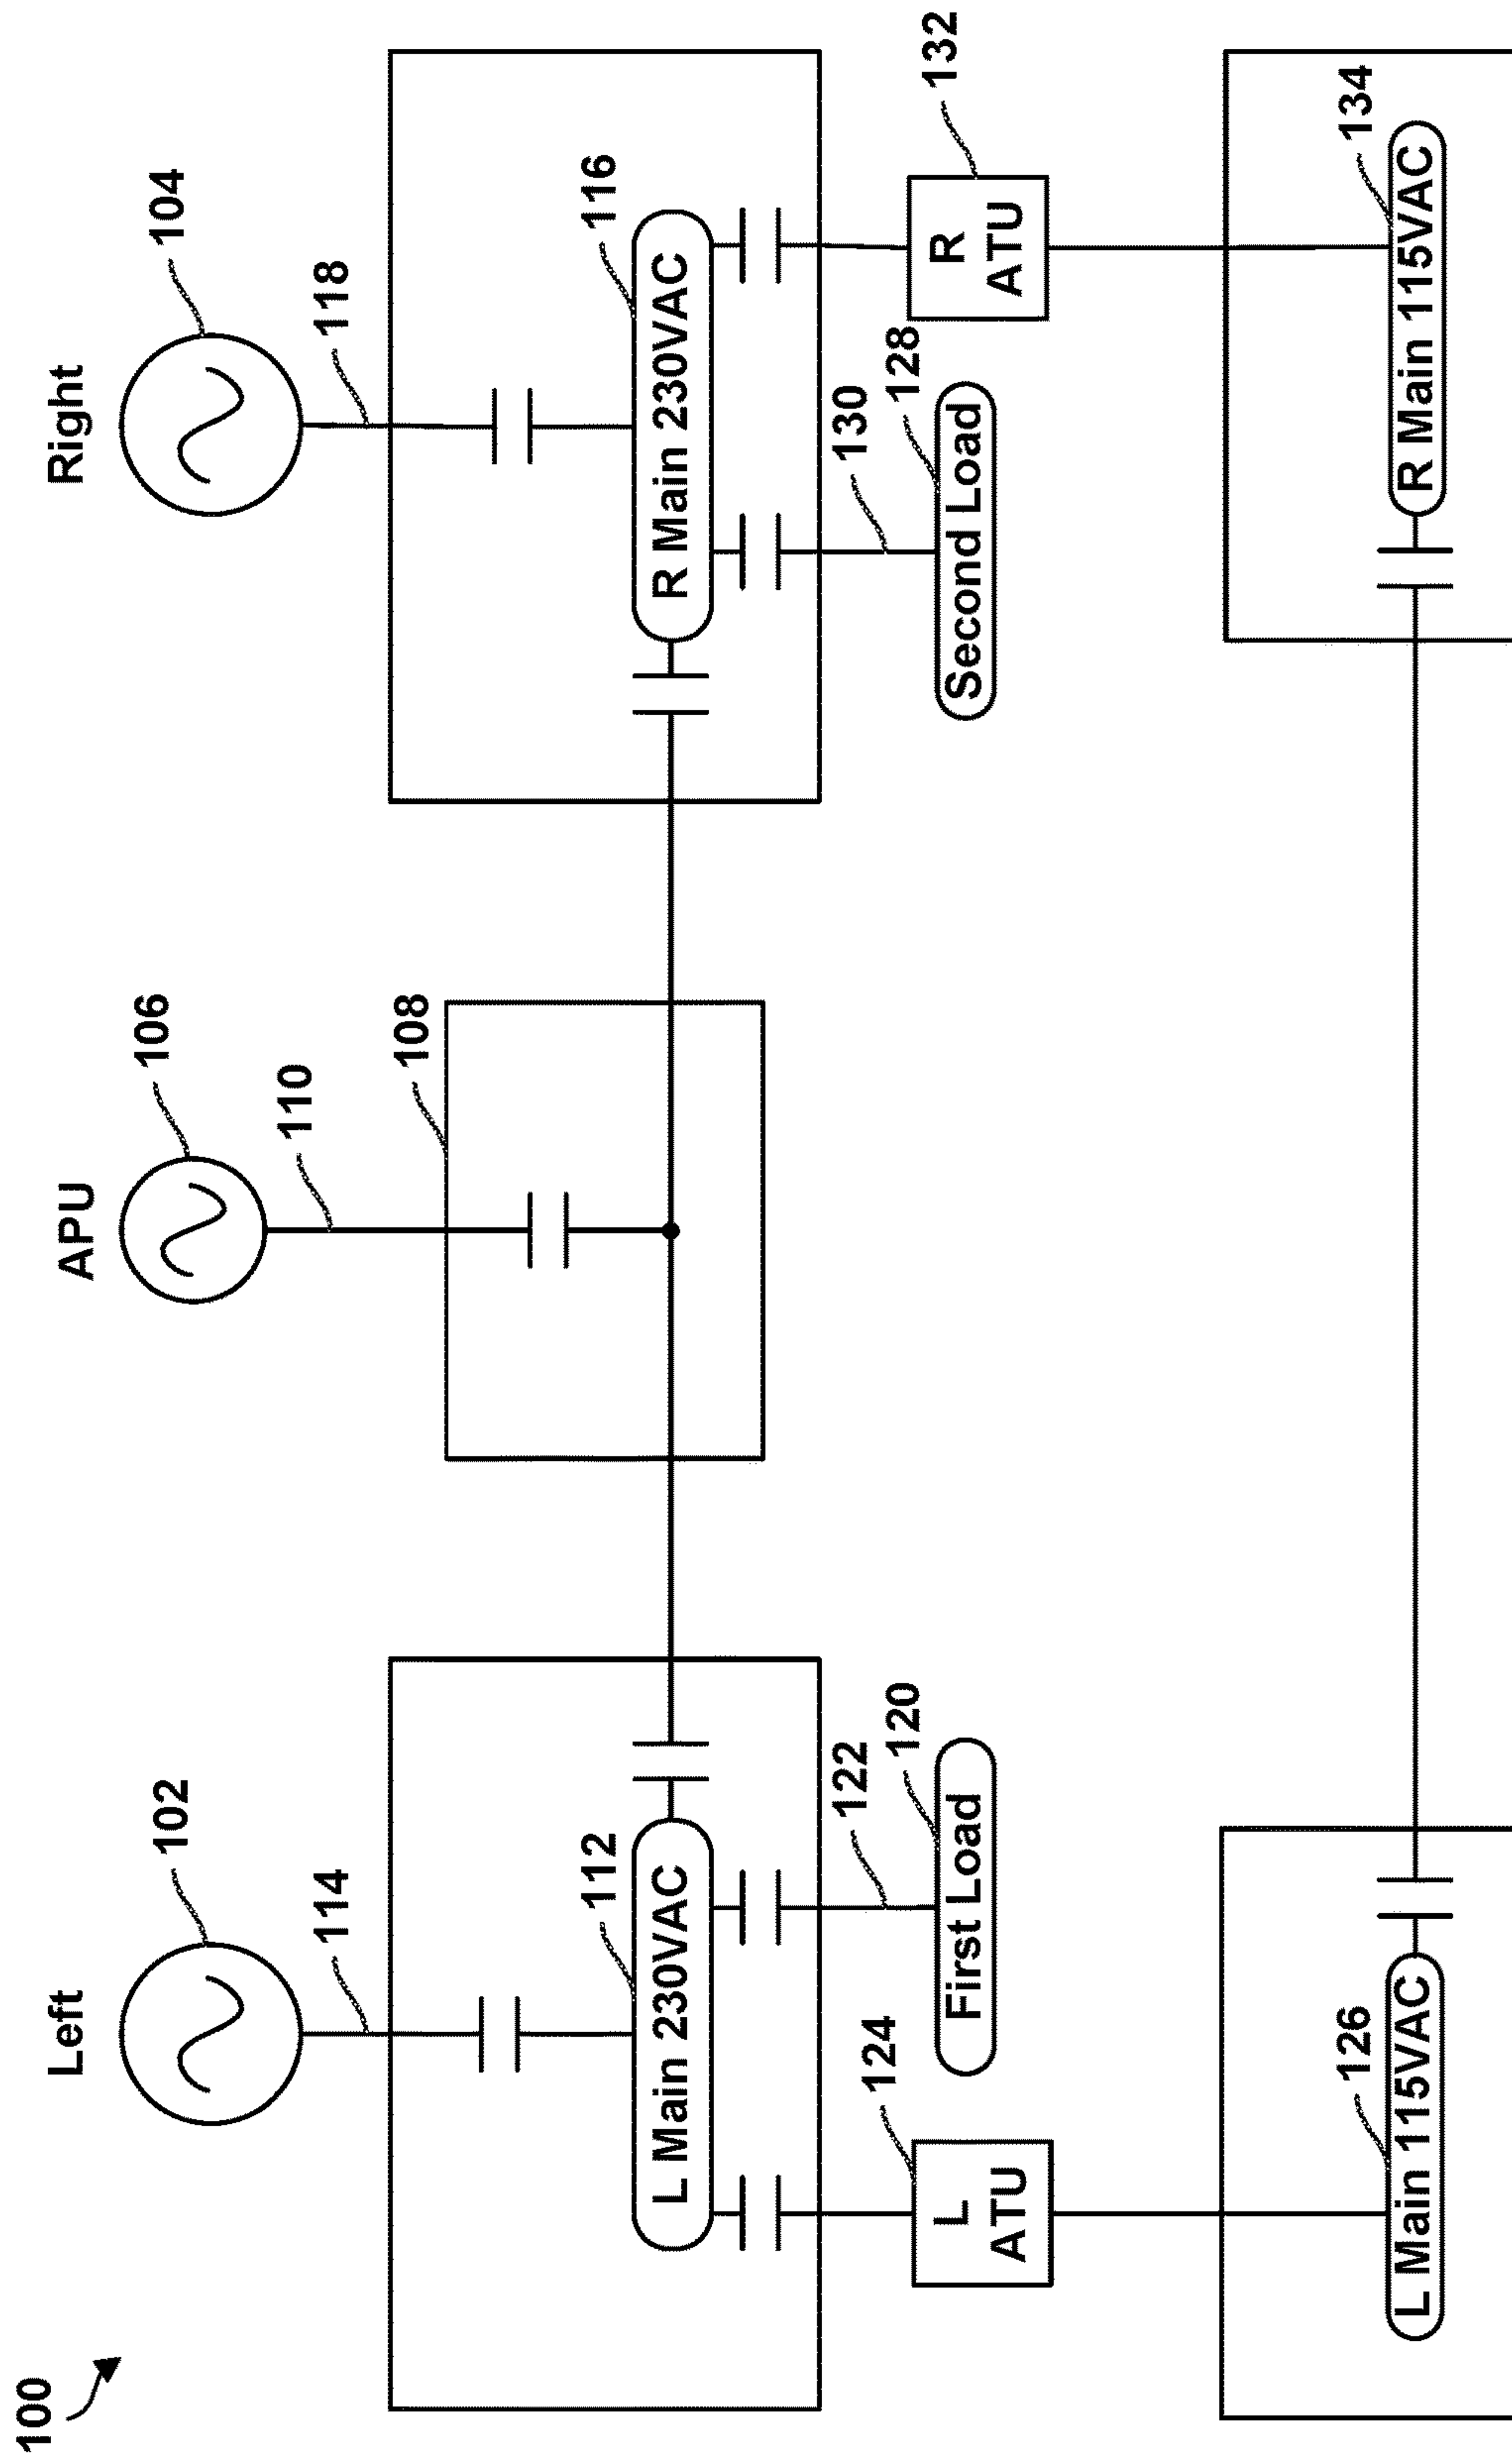 100
Left
APU
Right
102
106
104
114
110
118
108
112
116
L Main 230VAC
R Main 230VAC
124
122
120
130
128
132
L
ATU
First Load
Second Load
R
ATU
126
134
L Main 115VAC
R Main 115VAC